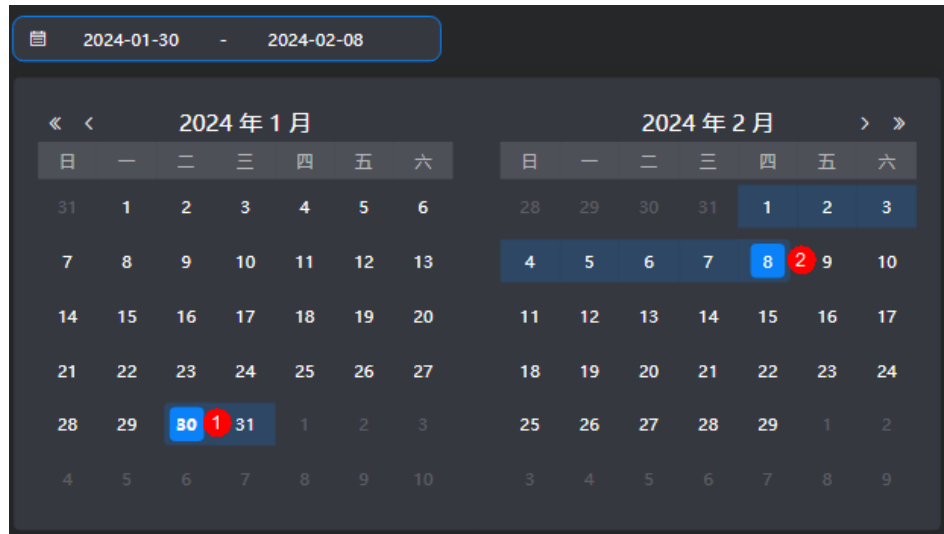 2024-01-30 - 2024-02-08
« ‹ 2024 年 1 月
日 一 二 三 四 五 六
31 1 2 3 4 5 6
7 8 9 10 11 12 13
14 15 16 17 18 19 20
21 22 23 24 25 26 27
28 29 30 1 31 1 2 3
4 5 6 7 8 9 10
2024 年 2 月 › »
日 一 二 三 四 五 六
28 29 30 31 1 2 3
4 5 6 7 8 2 9 10
11 12 13 14 15 16 17
18 19 20 21 22 23 24
25 26 27 28 29 1 2
3 4 5 6 7 8 9